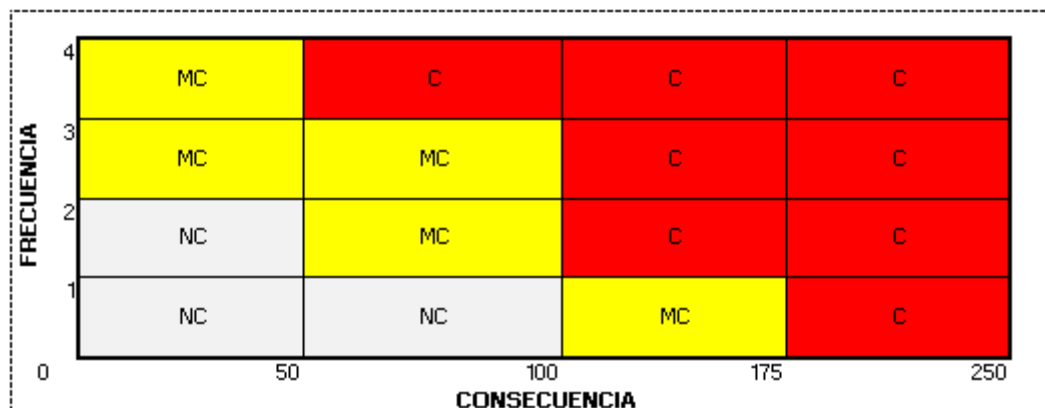 4
MC C C C
3
MC MC C C
FRECUENCIA
2
NC MC C C
1
NC NC MC C
0 50 100 175 250
CONSECUENCIA